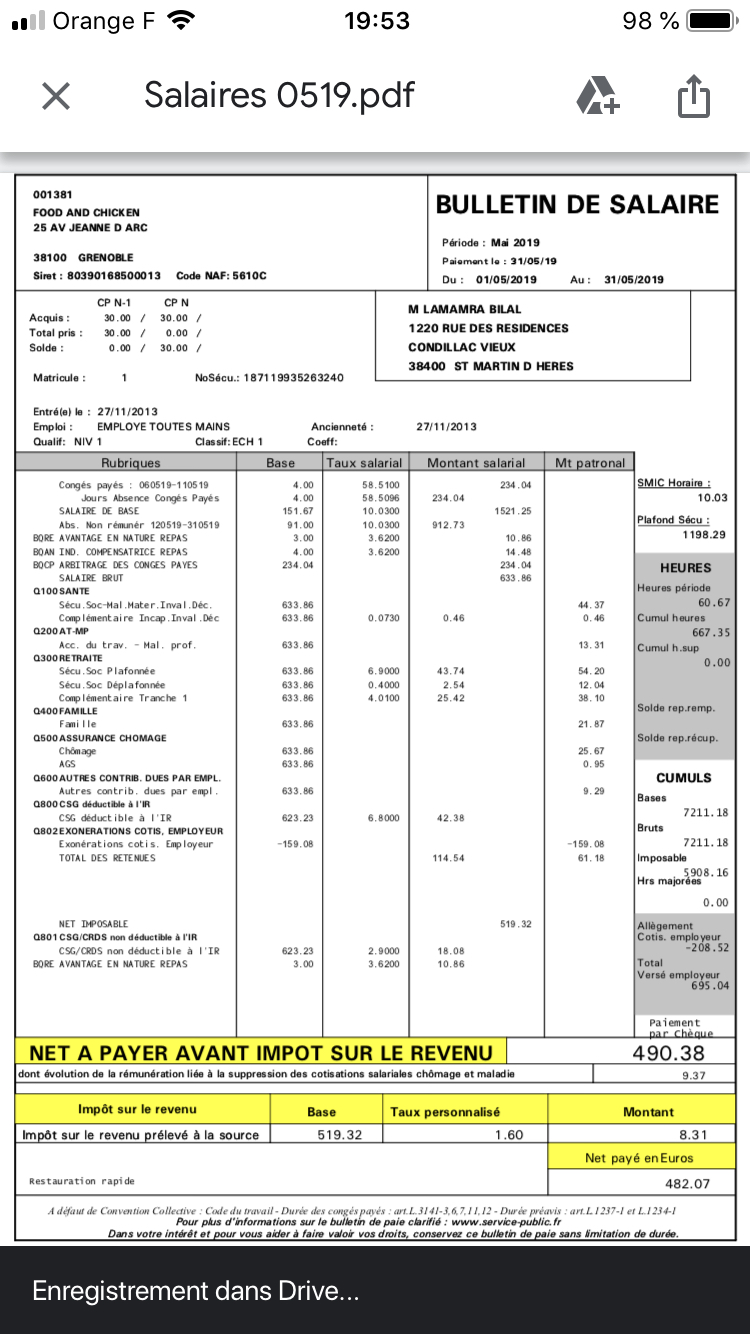 Orange F 19:53 98 %
Salaires 0519.pdf
001381
FOOD AND CHICKEN
25 AV JEANNE D ARC
38100 GRENOBLE
Siret : 80390168500013 Code NAF: 5610C
BULLETIN DE SALAIRE
Période : Mai 2019
Paiement le : 31/05/19
Du : 01/05/2019 Au : 31/05/2019
CP N-1 CP N
Acquis : 30.00 / 30.00 /
Total pris : 30.00 / 0.00 /
Solde : 0.00 / 30.00 /
Matricule : 1 NoSécu.: 187119935263240
M LAMAMRA BILAL
1220 RUE DES RESIDENCES
CONDILLAC VIEUX
38400 ST MARTIN D HERES
Entré(e) le : 27/11/2013
Emploi : EMPLOYE TOUTES MAINS Ancienneté : 27/11/2013
Qualif: NIV 1 Classif: ECH 1 Coeff:
Rubriques Base Taux salarial Montant salarial Mt patronal
Congés payés : 060519-110519 4.00 58.5100 234.04
Jours Absence Congés Payés 4.00 58.5096 234.04
SALAIRE DE BASE 151.67 10.0300 1521.25
Abs. Non rémunér 120519-310519 91.00 10.0300 912.73
BQRE AVANTAGE EN NATURE REPAS 3.00 3.6200 10.86
BQAN IND. COMPENSATRICE REPAS 4.00 3.6200 14.48
BQCP ARBITRAGE DES CONGES PAYES 234.04 234.04
SALAIRE BRUT 633.86
Q100 SANTE
Sécu.Soc-Mal.Mater.Inval.Déc. 633.86 44.37
Complémentaire Incap.Inval.Déc 633.86 0.0730 0.46 0.46
Q200 AT-MP
Acc. du trav. - Mal. prof. 633.86 13.31
Q300 RETRAITE
Sécu.Soc Plafonnée 633.86 6.9000 43.74 54.20
Sécu.Soc Déplafonnée 633.86 0.4000 2.54 12.04
Complémentaire Tranche 1 633.86 4.0100 25.42 38.10
Q400 FAMILLE
Famille 633.86 21.87
Q500 ASSURANCE CHOMAGE
Chômage 633.86 25.67
AGS 633.86 0.95
Q600 AUTRES CONTRIB. DUES PAR EMPL.
Autres contrib. dues par empl. 633.86 9.29
Q800 CSG déductible à l'IR
CSG déductible à l'IR 623.23 6.8000 42.38
Q802 EXONERATIONS COTIS, EMPLOYEUR
Exonérations cotis. Employeur -159.08 -159.08
TOTAL DES RETENUES 114.54 61.18
NET IMPOSABLE 519.32
Q801 CSG/CRDS non déductible à l'IR
CSG/CRDS non déductible à l'IR 623.23 2.9000 18.08
BQRE AVANTAGE EN NATURE REPAS 3.00 3.6200 10.86
SMIC Horaire :
10.03
Plafond Sécu :
1198.29
HEURES
Heures période
60.67
Cumul heures
667.35
Cumul h.sup
0.00
Solde rep.remp.
Solde rep.récup.
CUMULS
Bases
7211.18
Bruts
7211.18
Imposable
5908.16
Hrs majorées
0.00
Allègement
Cotis. employeur
-208.52
Total
Versé employeur
695.04
Paiement
par Chèque
NET A PAYER AVANT IMPOT SUR LE REVENU 490.38
dont évolution de la rémunération liée à la suppression des cotisations salariales chômage et maladie 9.37
Impôt sur le revenu Base Taux personnalisé Montant
Impôt sur le revenu prélevé à la source 519.32 1.60 8.31
Net payé en Euros
Restauration rapide 482.07
A défaut de Convention Collective : Code du travail - Durée des congés payés : art.L.3141-3,6,7,11,12 - Durée préavis : art.L.1237-1 et L.1234-1
Pour plus d'informations sur le bulletin de paie clarifié : www.service-public.fr
Dans votre intérêt et pour vous aider à faire valoir vos droits, conservez ce bulletin de paie sans limitation de durée.
Enregistrement dans Drive...